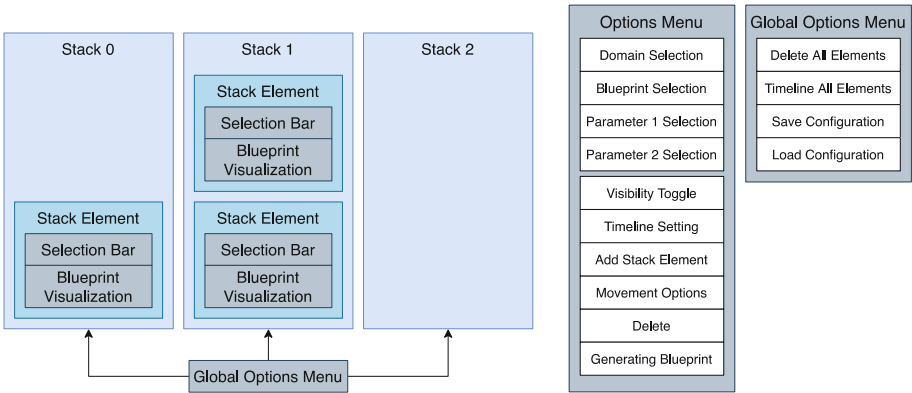 Stack 0
Stack Element
Selection Bar
Blueprint
Visualization
Stack 1
Stack Element
Selection Bar
Blueprint
Visualization
Stack Element
Selection Bar
Blueprint
Visualization
Stack 2
Global Options Menu
Options Menu
Domain Selection
Blueprint Selection
Parameter 1 Selection
Parameter 2 Selection
Visibility Toggle
Timeline Setting
Add Stack Element
Movement Options
Delete
Generating Blueprint
Global Options Menu
Delete All Elements
Timeline All Elements
Save Configuration
Load Configuration